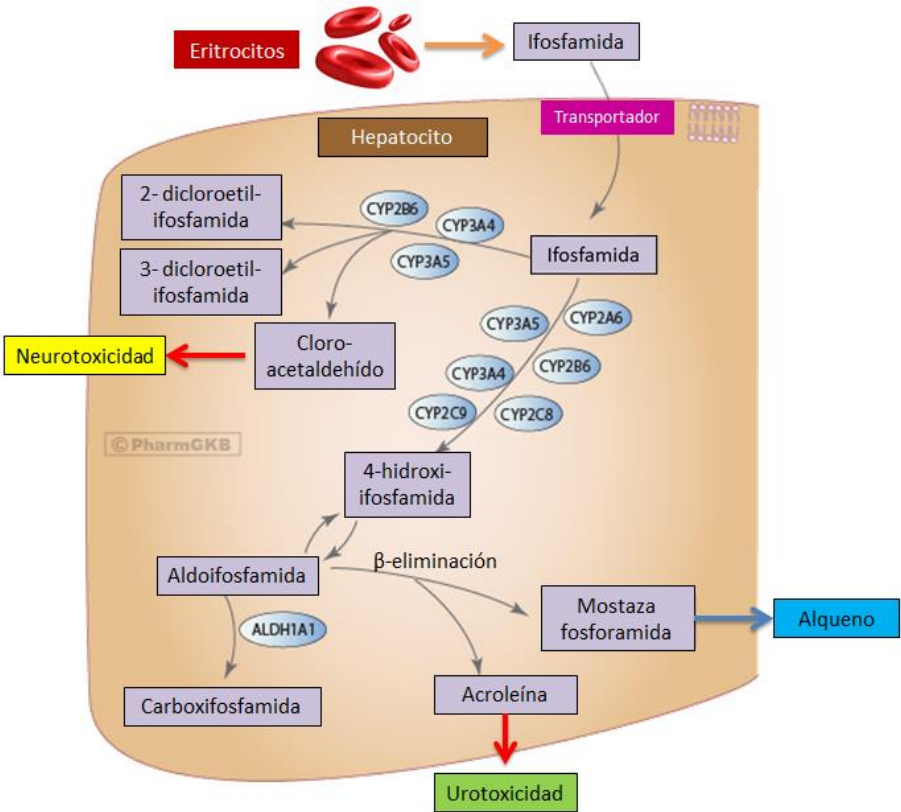 Eritrocitos
Ifosfamida
Transportador
Hepatocito
2- dicloroetil-
ifosfamida
CYP2B6
CYP3A4
CYP3A5
3- dicloroetil-
ifosfamida
Ifosfamida
Cloro-
acetaldehído
Neurotoxicidad
CYP3A5
CYP2A6
CYP3A4
CYP2B6
CYP2C9
CYP2C8
© PharmGKB
4-hidroxi-
ifosfamida
β-eliminación
Aldoifosfamida
ALDH1A1
Mostaza
fosforamida
Alqueno
Carboxifosfamida
Acroleína
Urotoxicidad